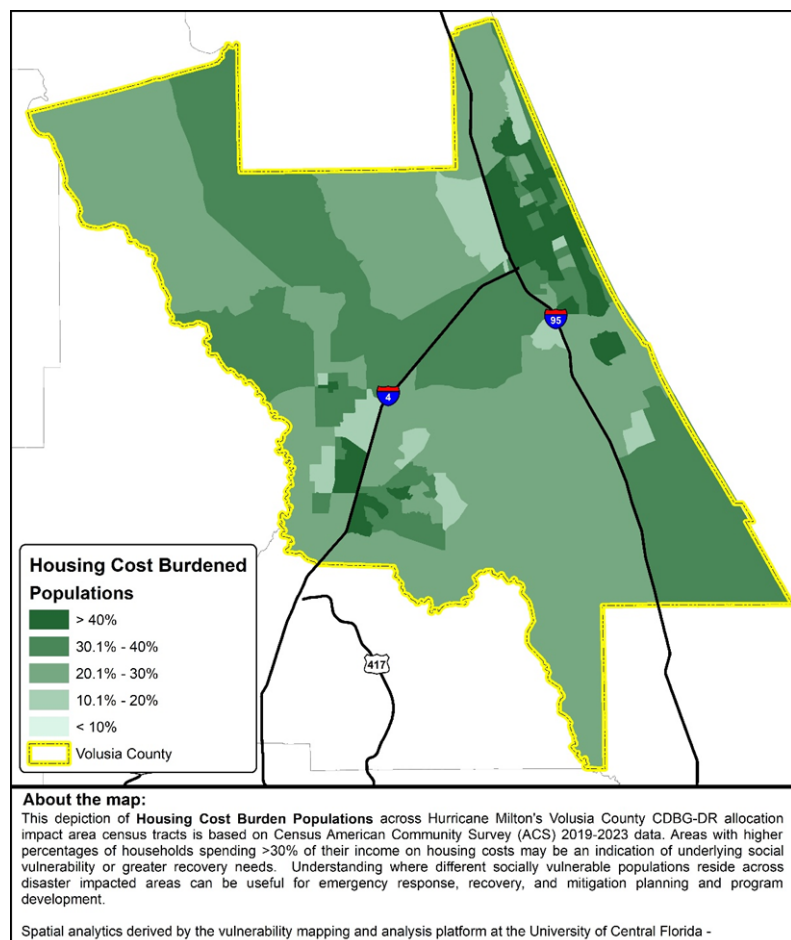 95
4
Housing Cost Burdened
Populations
> 40%
30.1% - 40%
20.1% - 30%
10.1% - 20%
< 10%
Volusia County
417
About the map:
This depiction of Housing Cost Burden Populations across Hurricane Milton's Volusia County CDBG-DR allocation
impact area census tracts is based on Census American Community Survey (ACS) 2019-2023 data. Areas with higher
percentages of households spending >30% of their income on housing costs may be an indication of underlying social
vulnerability or greater recovery needs. Understanding where different socially vulnerable populations reside across
disaster impacted areas can be useful for emergency response, recovery, and mitigation planning and program
development.
Spatial analytics derived by the vulnerability mapping and analysis platform at the University of Central Florida -